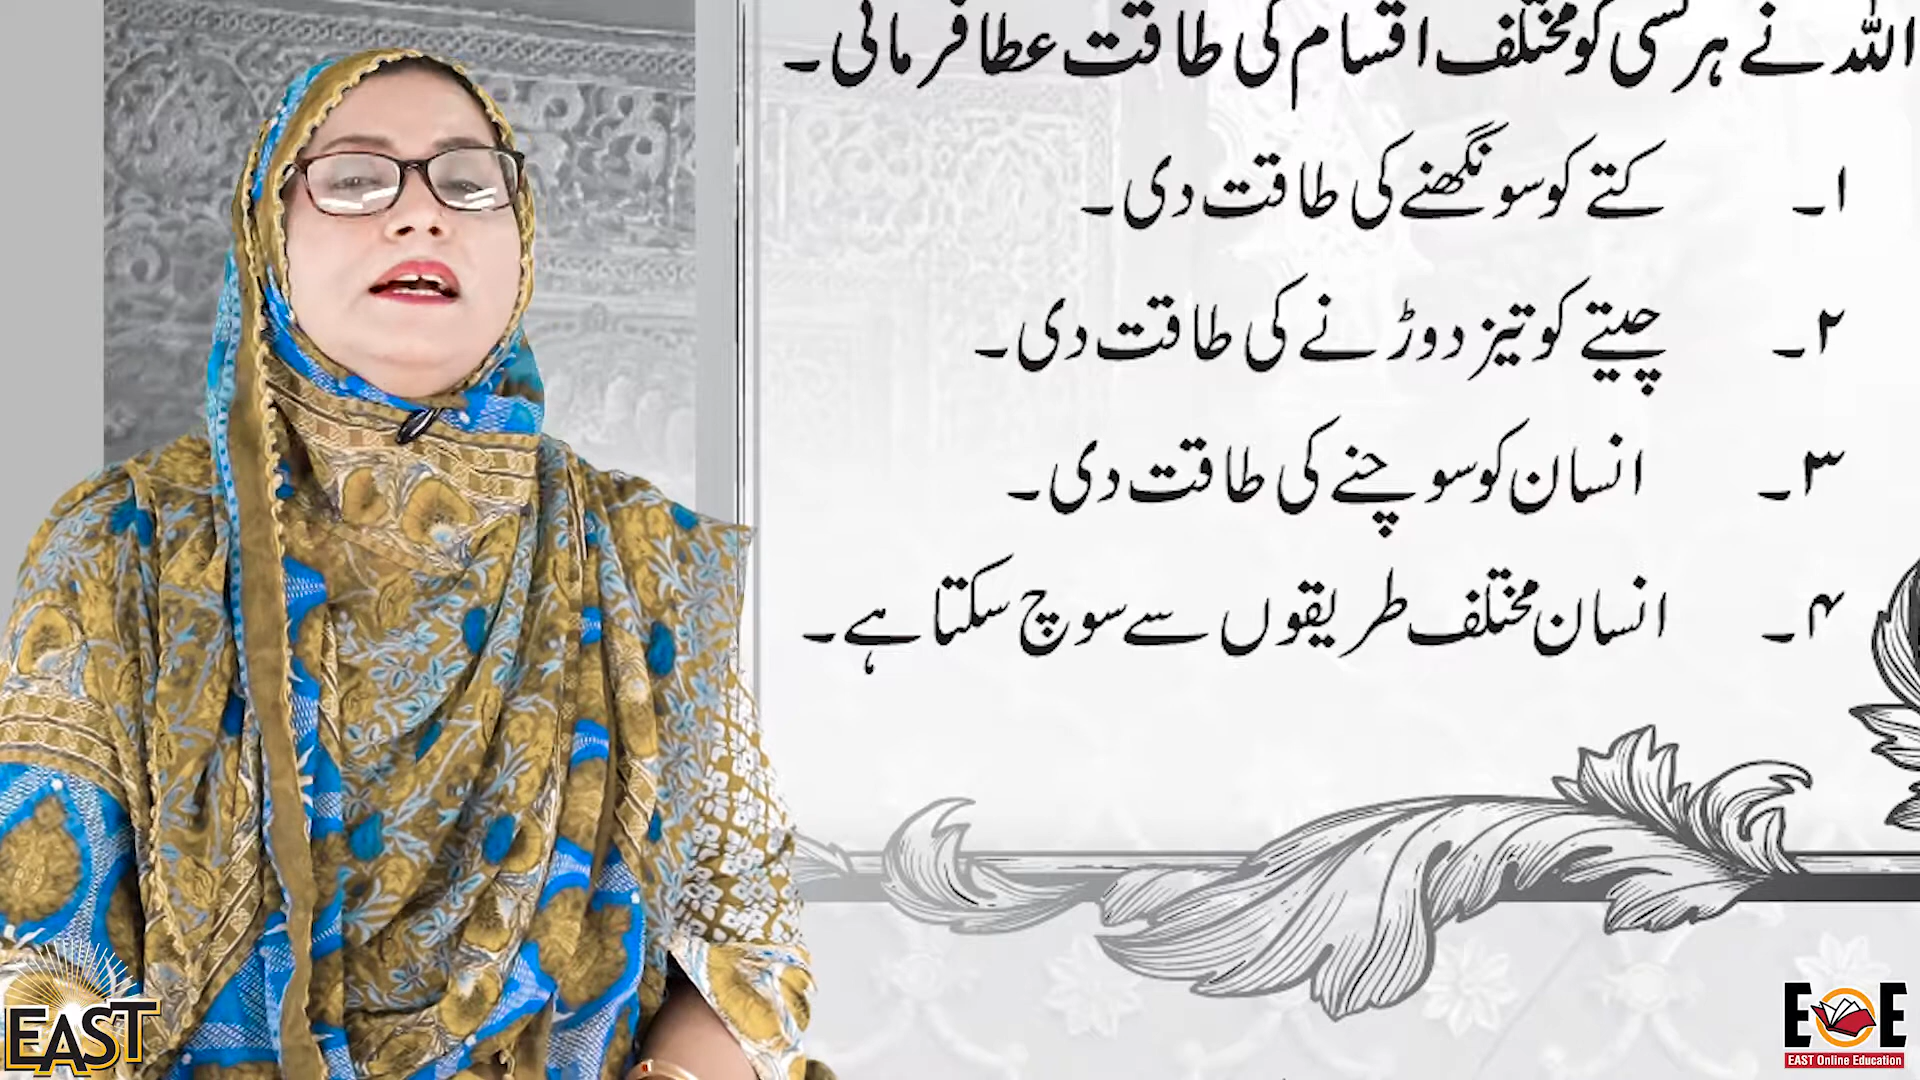 اللہ نے ہر کسی کو مختلف اقسام کی طاقت عطا فرمائی۔
۱۔ کتے کو سونگھنے کی طاقت دی۔
۲۔ چیتے کو تیز دوڑنے کی طاقت دی۔
۳۔ انسان کو سوچنے کی طاقت دی۔
۴۔ انسان مختلف طریقوں سے سوچ سکتا ہے۔
EAST
EOE
EAST Online Education